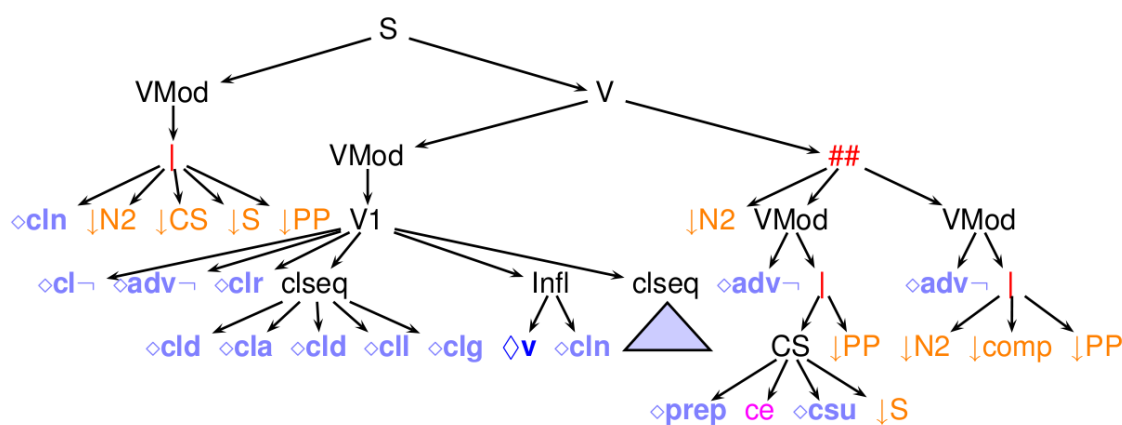 S
VMod V
| VMod ##
⋄cln ↓N2 ↓CS ↓S ↓PP V1 ↓N2 VMod VMod
⋄cl¬ ⋄adv¬ ⋄clr clseq Infl clseq ⋄adv¬ | ⋄adv¬ |
⋄cld ⋄cla ⋄cld ⋄cll ⋄clg ◊v ⋄cln CS ↓PP ↓N2 ↓comp ↓PP
⋄prep ce ⋄csu ↓S